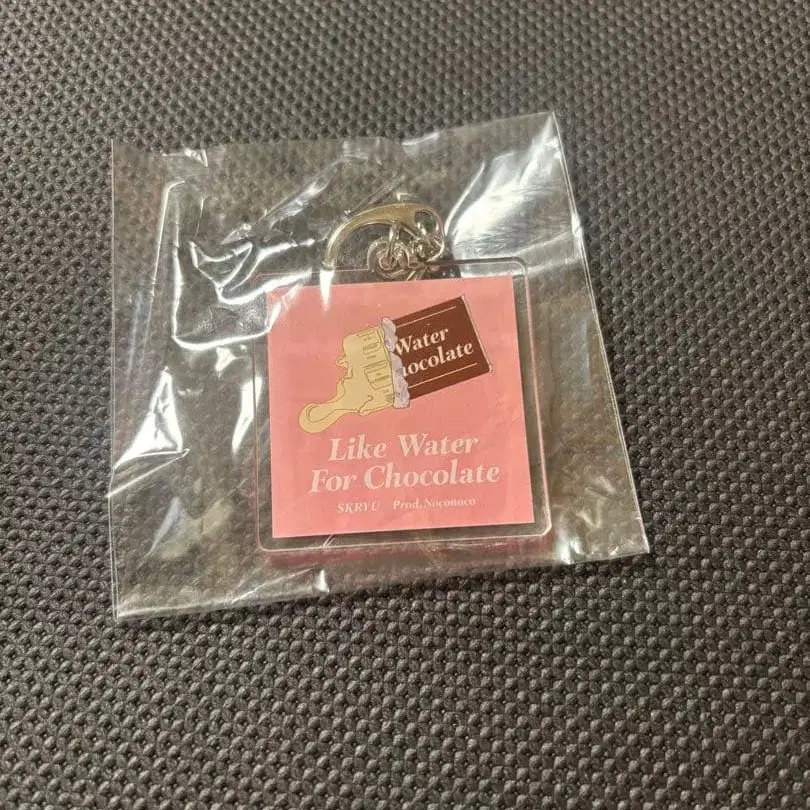 Water
ocolate
Like Water
For Chocolate
SKRYU Prod. Noconoco